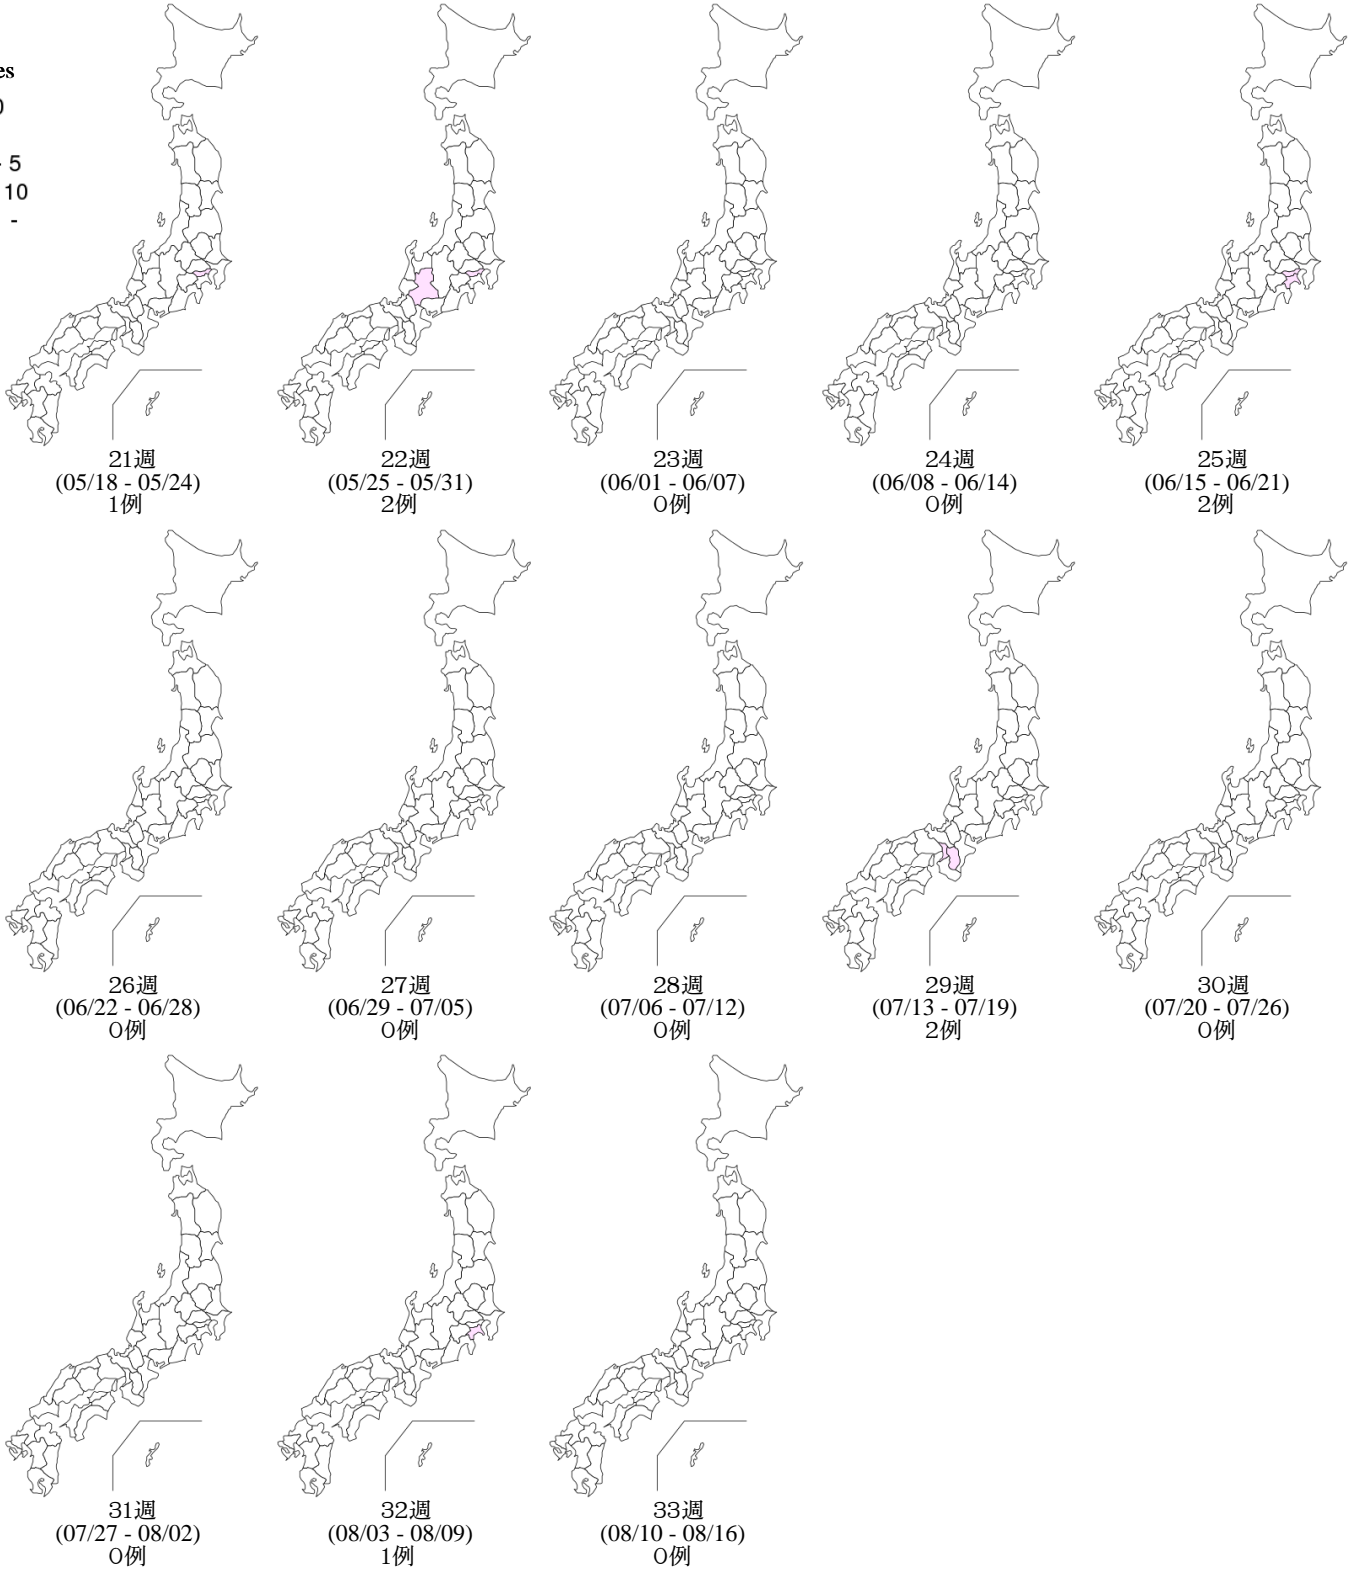 es
0
- 5
10
-
21週
(05/18 - 05/24)
1例
22週
(05/25 - 05/31)
2例
23週
(06/01 - 06/07)
0例
24週
(06/08 - 06/14)
0例
25週
(06/15 - 06/21)
2例
26週
(06/22 - 06/28)
0例
27週
(06/29 - 07/05)
0例
28週
(07/06 - 07/12)
0例
29週
(07/13 - 07/19)
2例
30週
(07/20 - 07/26)
0例
31週
(07/27 - 08/02)
0例
32週
(08/03 - 08/09)
1例
33週
(08/10 - 08/16)
0例